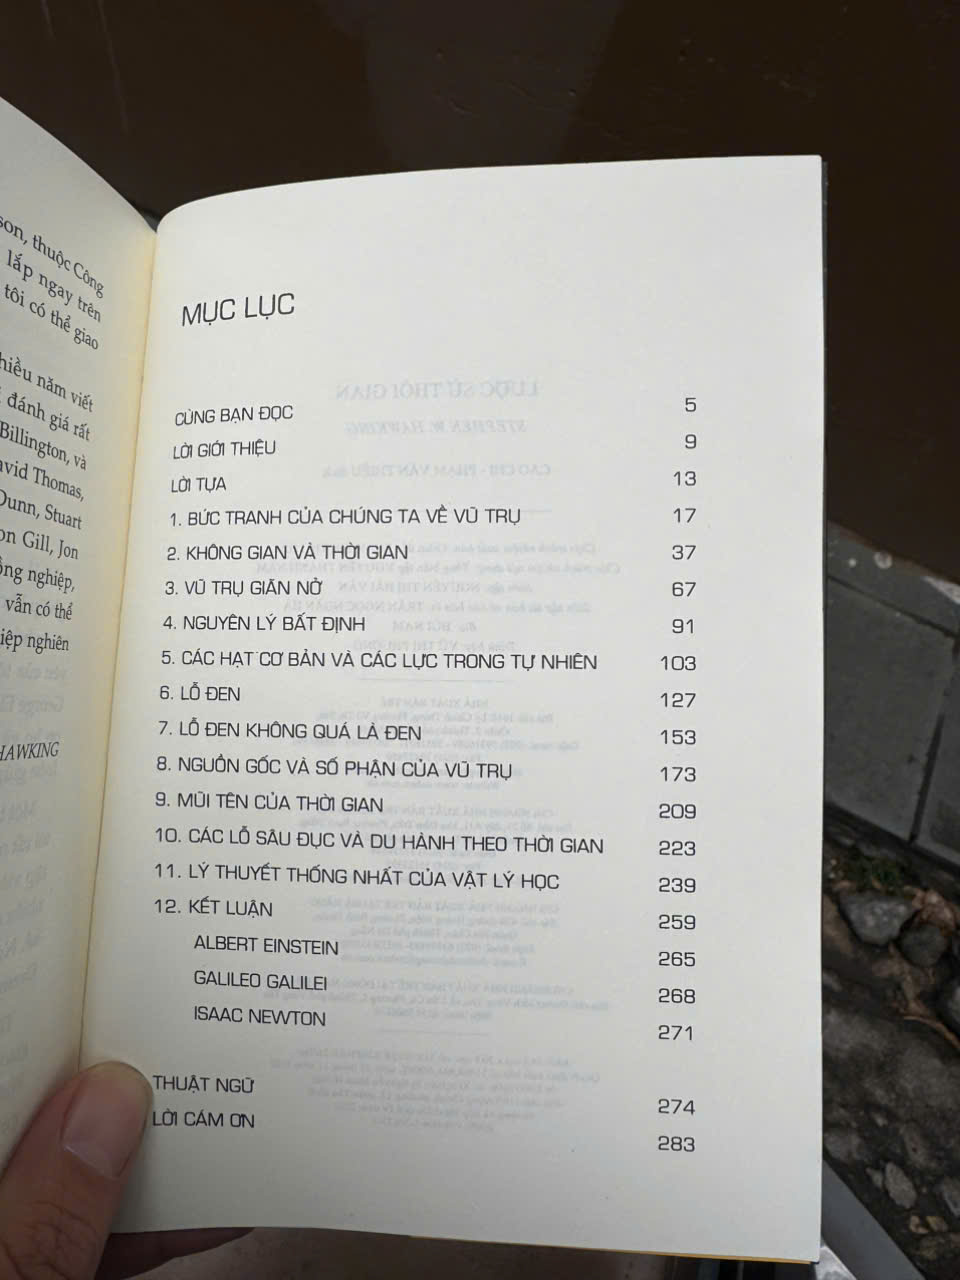 son, thuộc Công
lắp ngay trên
tôi có thể giao
hiều năm viết
đánh giá rất
Billington, và
avid Thomas,
Dunn, Stuart
on Gill, Jon
ồng nghiệp,
vẫn có thể
iệp nghiên
HAWKING
MỤC LỤC
CÙNG BẠN ĐỌC 5
LỜI GIỚI THIỆU 9
LỜI TỰA 13
1. BỨC TRANH CỦA CHÚNG TA VỀ VŨ TRỤ 17
2. KHÔNG GIAN VÀ THỜI GIAN 37
3. VŨ TRỤ GIÃN NỞ 67
4. NGUYÊN LÝ BẤT ĐỊNH 91
5. CÁC HẠT CƠ BẢN VÀ CÁC LỰC TRONG TỰ NHIÊN 103
6. LỖ ĐEN 127
7. LỖ ĐEN KHÔNG QUÁ LÀ ĐEN 153
8. NGUỒN GỐC VÀ SỐ PHẬN CỦA VŨ TRỤ 173
9. MŨI TÊN CỦA THỜI GIAN 209
10. CÁC LỖ SÂU ĐỤC VÀ DU HÀNH THEO THỜI GIAN 223
11. LÝ THUYẾT THỐNG NHẤT CỦA VẬT LÝ HỌC 239
12. KẾT LUẬN 259
ALBERT EINSTEIN 265
GALILEO GALILEI 268
ISAAC NEWTON 271
THUẬT NGỮ 274
LỜI CÁM ƠN 283